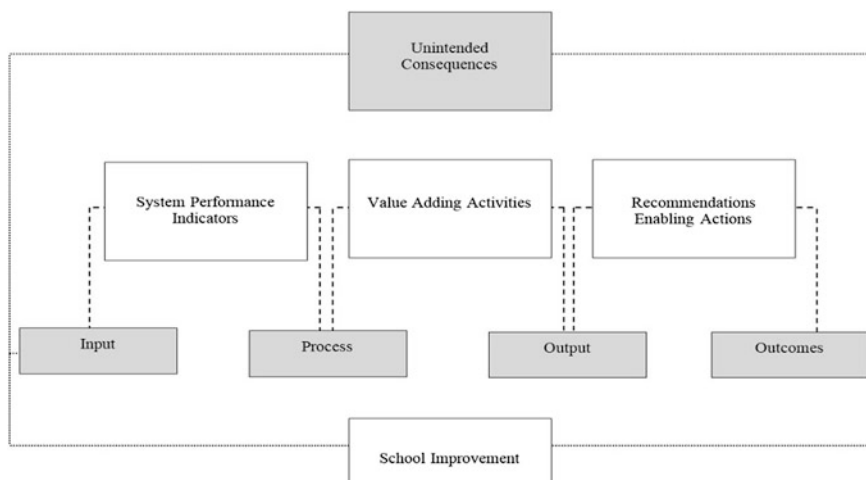 Unintended
Consequences
System Performance
Indicators
Value Adding Activities
Recommendations
Enabling Actions
Input
Process
Output
Outcomes
School Improvement